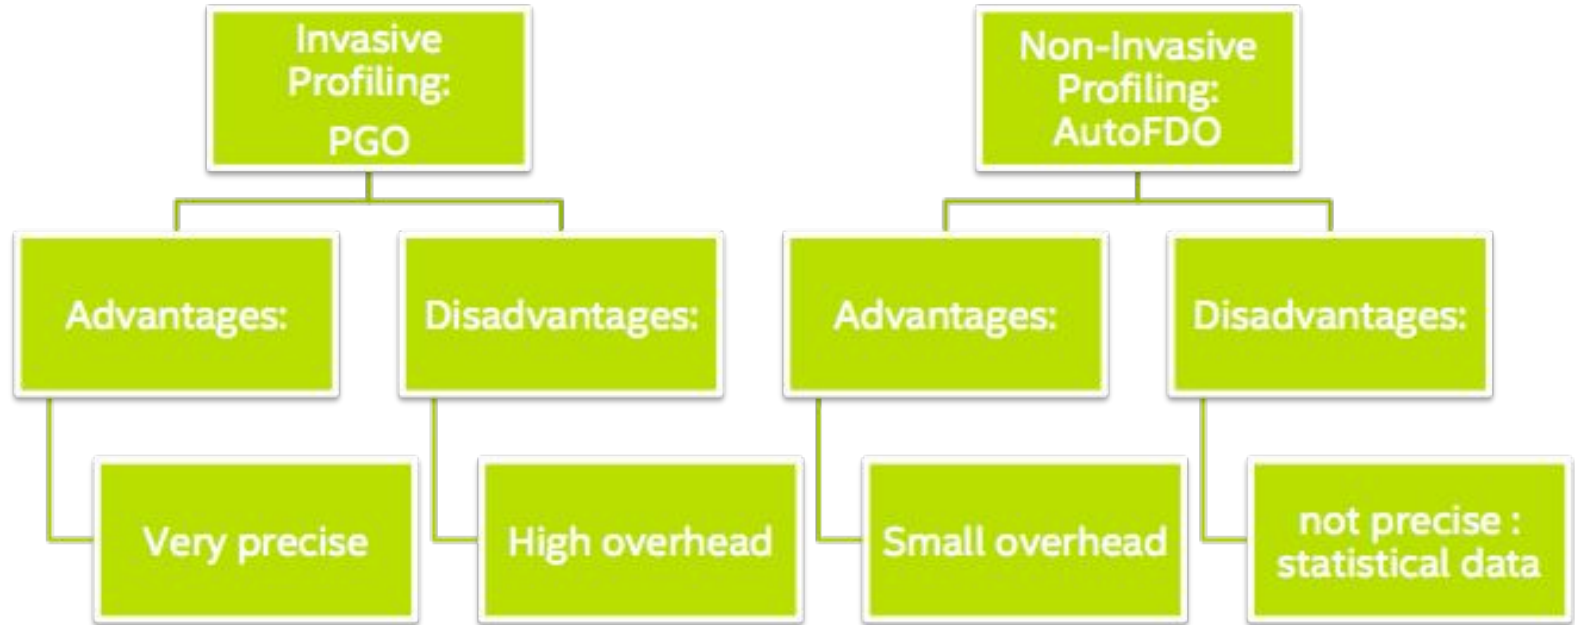 Invasive
Profiling:
PGO
Non-Invasive
Profiling:
AutoFDO
Advantages:
Disadvantages:
Advantages:
Disadvantages:
Very precise
High overhead
Small overhead
not precise :
statistical data